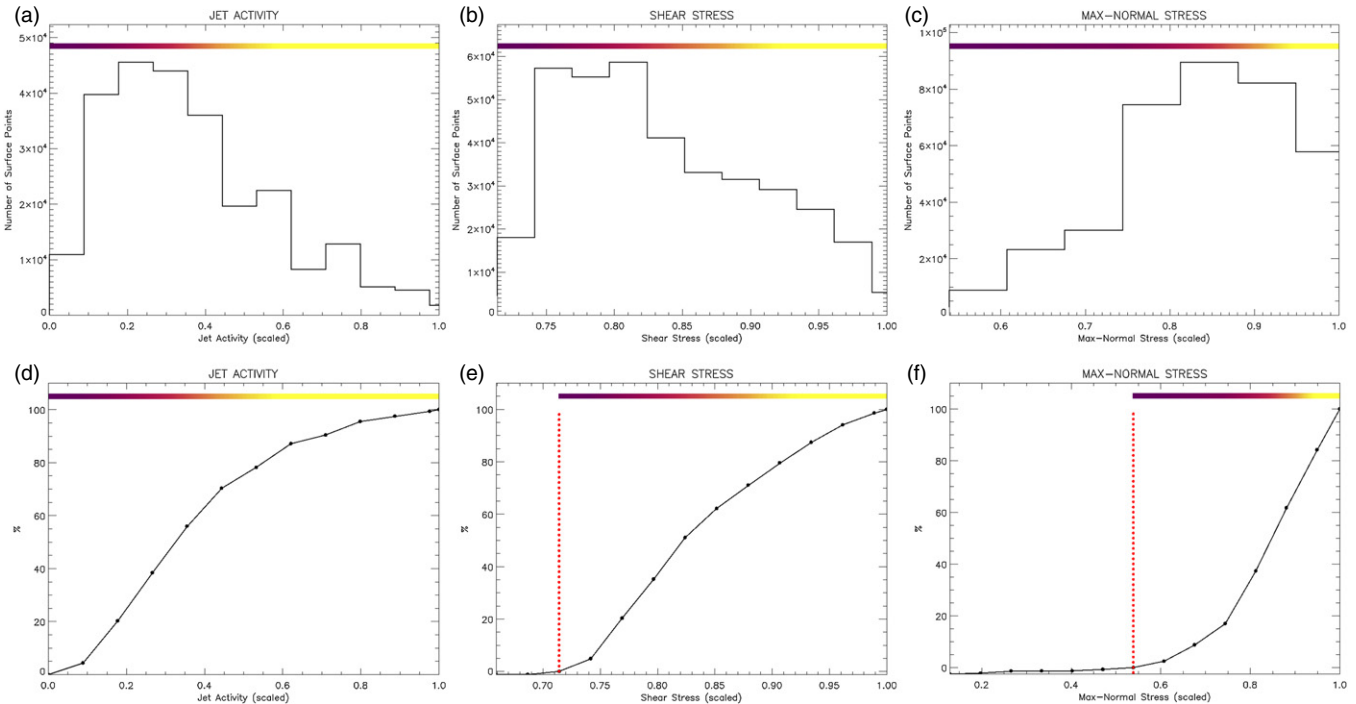 (a) JET ACTIVITY
5×10⁴
4×10⁴
3×10⁴
2×10⁴
1×10⁴
0
Number of Surface Points
0.0 0.2 0.4 0.6 0.8 1.0
Jet Activity (scaled)
(b) SHEAR STRESS
6×10⁴
5×10⁴
4×10⁴
3×10⁴
2×10⁴
1×10⁴
0
Number of Surface Points
0.75 0.80 0.85 0.90 0.95 1.00
Shear Stress (scaled)
(c) MAX−NORMAL STRESS
1×10⁵
8×10⁴
6×10⁴
4×10⁴
2×10⁴
0
Number of Surface Points
0.6 0.7 0.8 0.9 1.0
Max−Normal Stress (scaled)
(d) JET ACTIVITY
100
80
60
40
20
0
%
0.0 0.2 0.4 0.6 0.8 1.0
Jet Activity (scaled)
(e) SHEAR STRESS
100
80
60
40
20
0
%
0.70 0.75 0.80 0.85 0.90 0.95 1.00
Shear Stress (scaled)
(f) MAX−NORMAL STRESS
100
80
60
40
20
0
%
0.2 0.4 0.6 0.8 1.0
Max−Normal Stress (scaled)